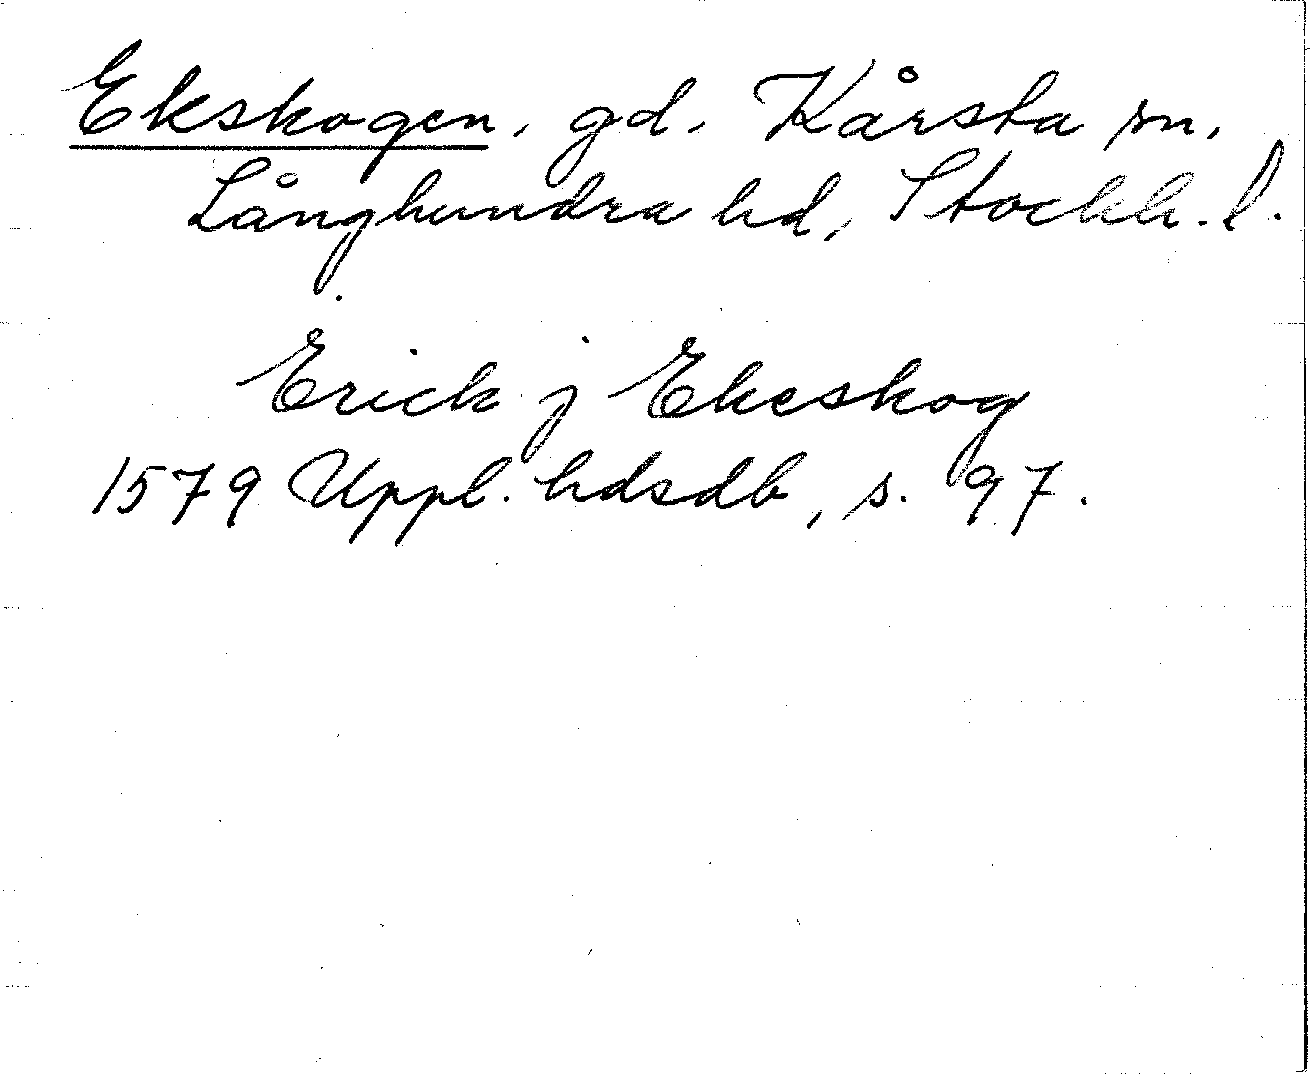 Ekskogen, gd. Kårsta sn,
Långhundra hd, Stockh. l.
Erick j Ekeskog
1579 Uppl. hdsdb, s. 97.